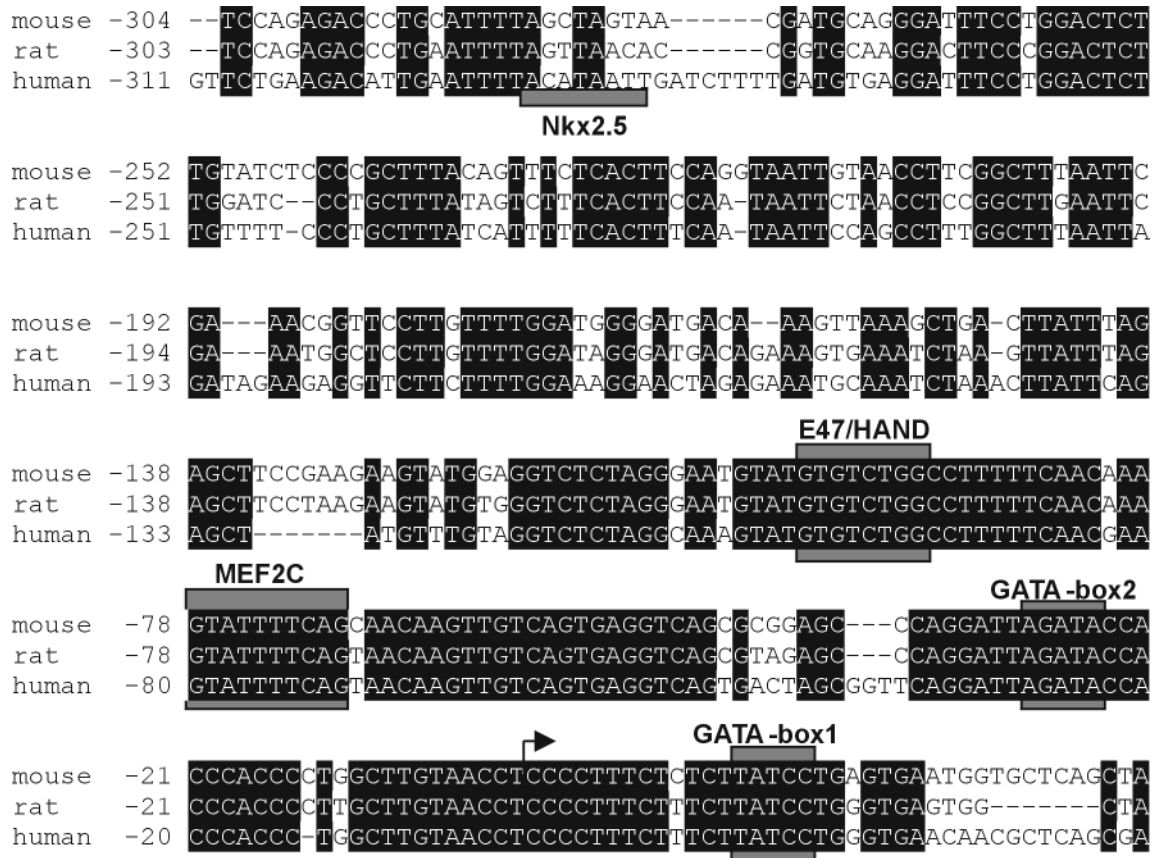 mouse -304 --TCCAGAGACCCTGCATTTTAGCTAGTAA------CGATGCAGGGATTTCCTGGACTCT
rat -303 --TCCAGAGACCCTGAATTTTAGTTAACAC------CGGTGCAAGGACTTCCCGGACTCT
human -311 GTTCTGAAGACATTGAATTTTACATAATTGATCTTTTGATGTGAGGATTTCCTGGACTCT
Nkx2.5
mouse -252 TGTATCTCCCCGCTTTACAGTTTCTCACTTCCAGGTAATTGTAACCTTCGGCTTTAATTC
rat -251 TGGATC--CCTGCTTTATAGTCTTTCACTTCCAA-TAATTCTAACCTCCGGCTTGAATTC
human -251 TGTTTT-CCCTGCTTTATCATTTTTCACTTTCAA-TAATTCCAGCCTTTGGCTTTAATTA
mouse -192 GA---AACGGTTCCTTGTTTTGGATGGGGATGACA--AAGTTAAAGCTGA-CTTATTTAG
rat -194 GA---AATGGCTCCTTGTTTTGGATAGGGATGACAGAAAGTGAAATCTAA-GTTATTTAG
human -193 GATAGAAGAGGTTCTTCTTTTGGAAAGGAACTAGAGAAATGCAAATCTAAACTTATTCAG
E47/HAND
mouse -138 AGCTTCCGAAGAAGTATGGAGGTCTCTAGGGAATGTATGTGTCTGGCCTTTTTCAACAAA
rat -138 AGCTTCCTAAGAAGTATGTGGGTCTCTAGGGAATGTATGTGTCTGGCCTTTTTCAACAAA
human -133 AGCT-------ATGTTTGTAGGTCTCTAGGCAAAGTATGTGTCTGGCCTTTTTCAACGAA
MEF2C
GATA-box2
mouse -78 GTATTTTCAGCAACAAGTTGTCAGTGAGGTCAGCGCGGAGC---CCAGGATTAGATACCA
rat -78 GTATTTTCAGTAACAAGTTGTCAGTGAGGTCAGCGTAGAGC---CCAGGATTAGATACCA
human -80 GTATTTTCAGTAACAAGTTGTCAGTGAGGTCAGTGACTAGCGGTTCAGGATTAGATACCA
GATA-box1
mouse -21 CCCACCCCTGGCTTGTAACCTCCCCTTTCTCTCTTATCCTGAGTGAATGGTGCTCAGCTA
rat -21 CCCACCCCTTGCTTGTAACCTCCCCTTTCTTTCTTATCCTGGGTGAGTGG-------CTA
human -20 CCCACCC-TGGCTTGTAACCTCCCCTTTCTTTCTTATCCTGGGTGAACAACGCTCAGCGA